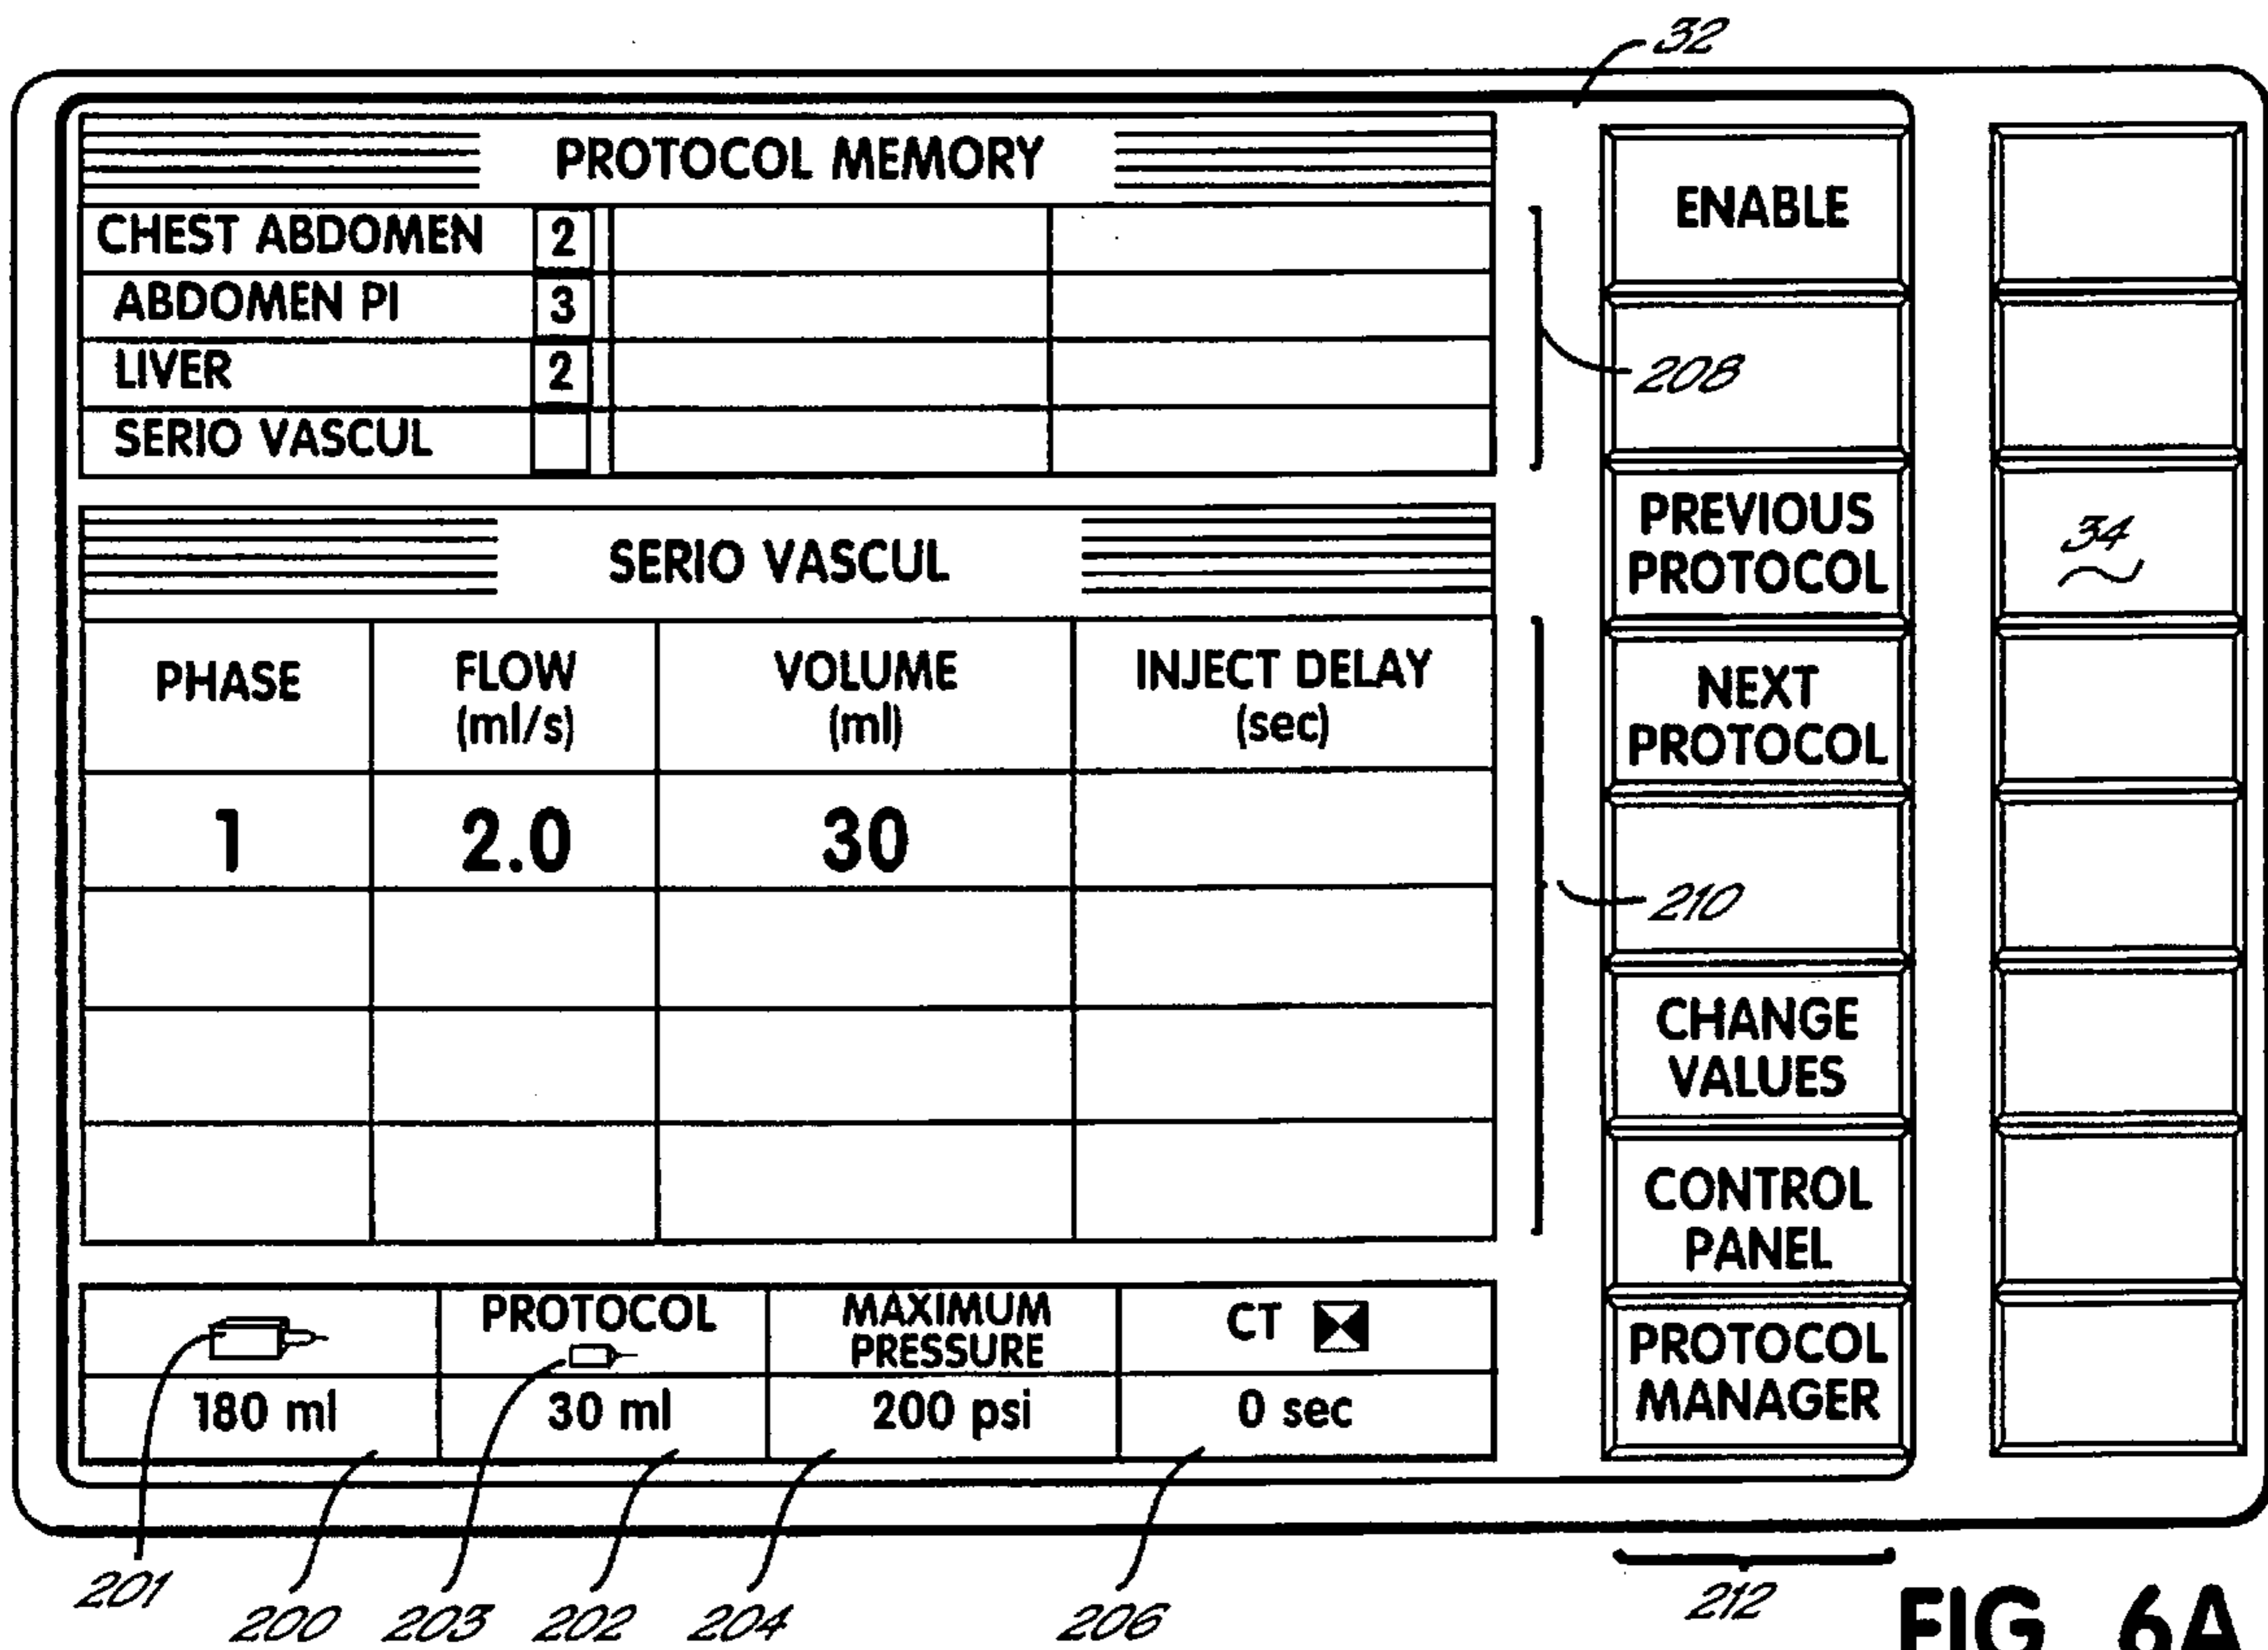 32
PROTOCOL MEMORY
CHEST ABDOMEN 2
ABDOMEN PI 3
LIVER 2
SERIO VASCUL
208
SERIO VASCUL
PHASE
FLOW
(ml/s)
VOLUME
(ml)
INJECT DELAY
(sec)
1 2.0 30
210
PROTOCOL
MAXIMUM
PRESSURE
CT
180 ml 30 ml 200 psi 0 sec
ENABLE
PREVIOUS
PROTOCOL
NEXT
PROTOCOL
CHANGE
VALUES
CONTROL
PANEL
PROTOCOL
MANAGER
34
201 200 203 202 204 206 212
FIG. 6A